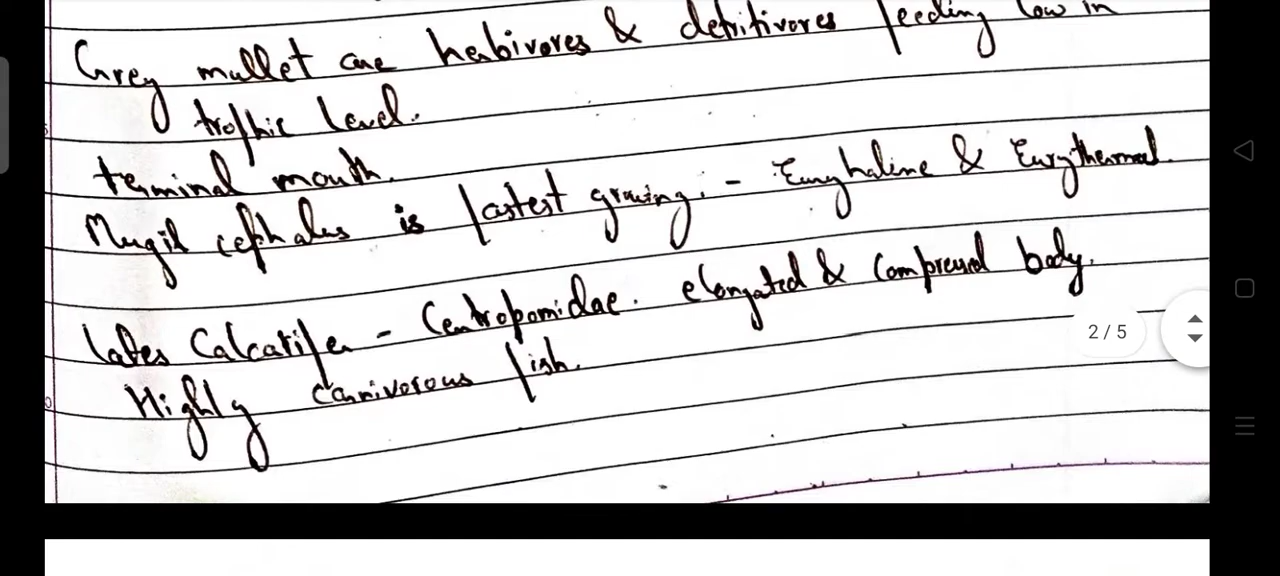 Grey mullet are herbivores & detritivores feeding low in
trophic level.
terminal mouth.
Mugil cephalus is fastest growing. - Euryhaline & Eurythermal.
Lates Calcarifer - Centropomidae. elongated & Compressed body.
Highly carnivorous fish.
2/5